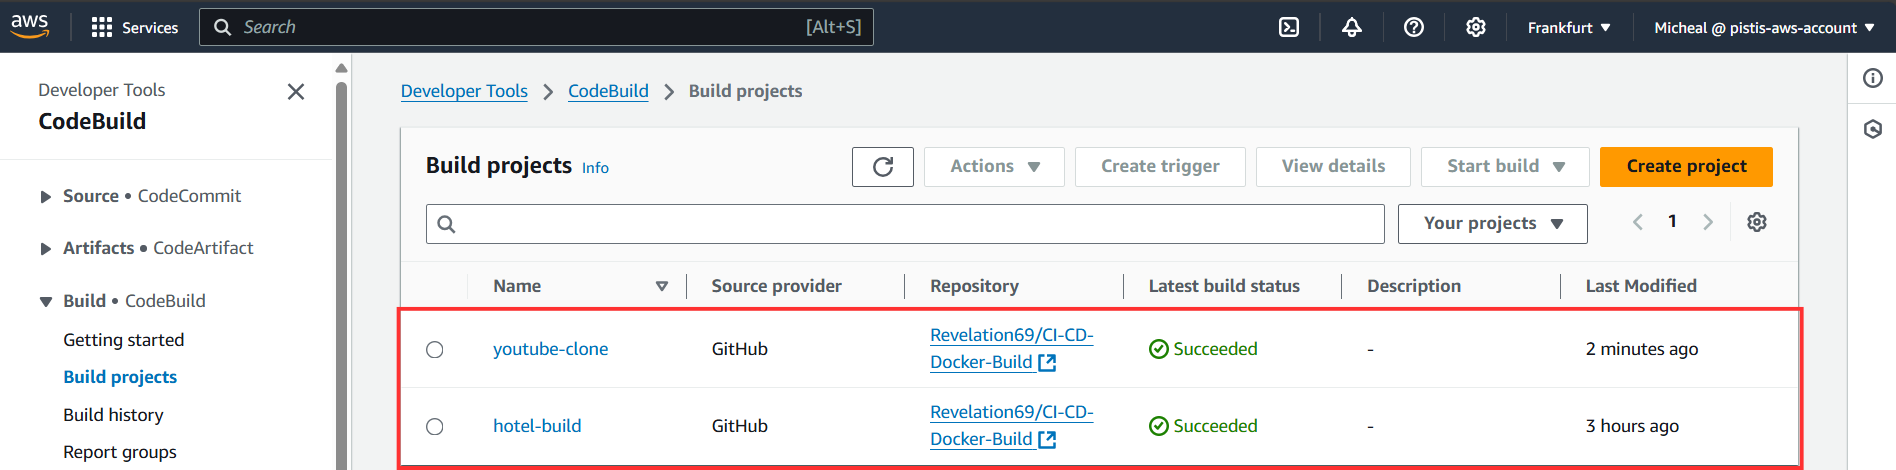 aws
Services
Search
[Alt+S]
Frankfurt
Micheal @ pistis-aws-account
Developer Tools
CodeBuild
Source • CodeCommit
Artifacts • CodeArtifact
Build • CodeBuild
Getting started
Build projects
Build history
Report groups
Developer Tools
CodeBuild
Build projects
Build projects Info
Actions
Create trigger
View details
Start build
Create project
Your projects
1
Name
Source provider
Repository
Latest build status
Description
Last Modified
youtube-clone
GitHub
Revelation69/CI-CD-
Docker-Build
Succeeded
-
2 minutes ago
hotel-build
GitHub
Revelation69/CI-CD-
Docker-Build
Succeeded
-
3 hours ago